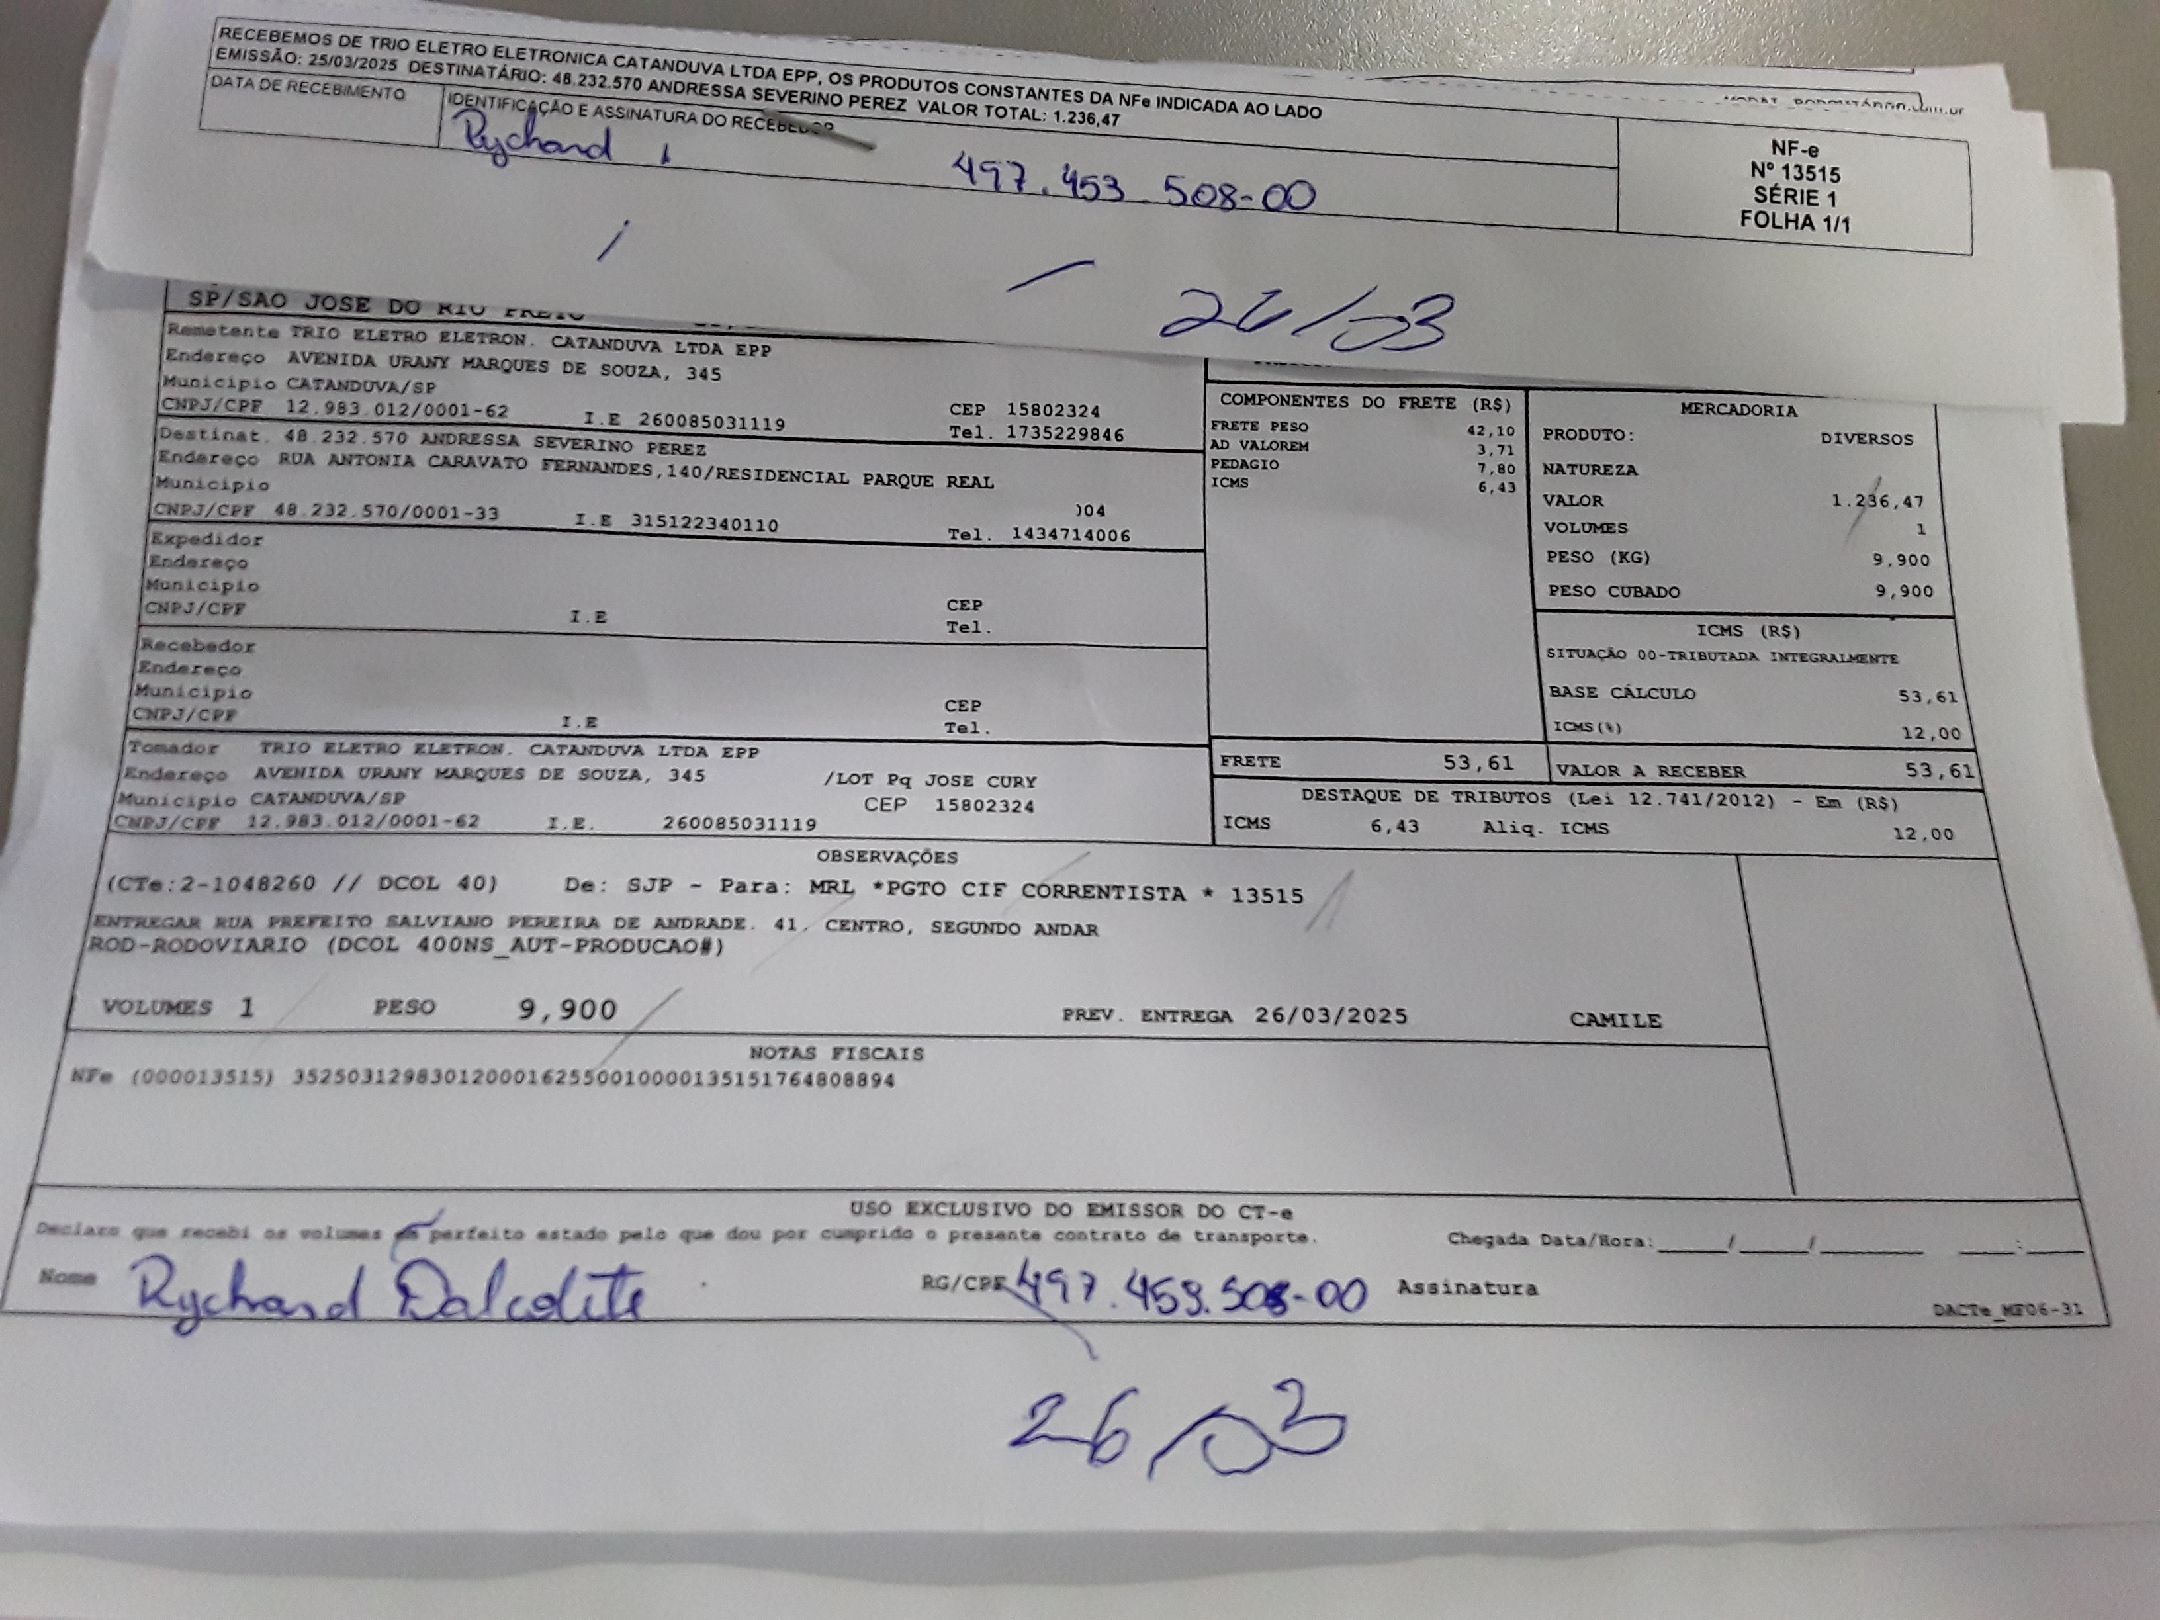 RECEBEMOS DE TRIO ELETRO ELETRONICA CATANDUVA LTDA EPP, OS PRODUTOS CONSTANTES DA NFe INDICADA AO LADO
EMISSÃO: 25/03/2025 DESTINATÁRIO: 48.232.570 ANDRESSA SEVERINO PEREZ VALOR TOTAL: 1.236,47
DATA DE RECEBIMENTO
IDENTIFICAÇÃO E ASSINATURA DO RECEBEDOR
Rychard
497.453.508-00
NF-e
Nº 13515
SÉRIE 1
FOLHA 1/1
26/03
SP/SAO JOSE DO RIO PRETO
Remetente TRIO ELETRO ELETRON. CATANDUVA LTDA EPP
Endereço AVENIDA URANY MARQUES DE SOUZA, 345
Municipio CATANDUVA/SP
CEP 15802324
CNPJ/CPF 12.983.012/0001-62 I.E 260085031119 Tel. 1735229846
Destinat. 48.232.570 ANDRESSA SEVERINO PEREZ
Endereço RUA ANTONIA CARAVATO FERNANDES,140/RESIDENCIAL PARQUE REAL
Municipio 004
CNPJ/CPF 48.232.570/0001-33 I.E 315122340110 Tel. 1434714006
Expedidor
Endereço
Municipio CEP
CNPJ/CPF I.E Tel.
Recebedor
Endereço
Municipio CEP
CNPJ/CPF I.E Tel.
Tomador TRIO ELETRO ELETRON. CATANDUVA LTDA EPP
Endereço AVENIDA URANY MARQUES DE SOUZA, 345 /LOT Pq JOSE CURY
Municipio CATANDUVA/SP CEP 15802324
CNPJ/CPF 12.983.012/0001-62 I.E. 260085031119
COMPONENTES DO FRETE (R$)
FRETE PESO 42,10
AD VALOREM 3,71
PEDAGIO 7,80
ICMS 6,43
MERCADORIA
PRODUTO: DIVERSOS
NATUREZA
VALOR 1.236,47
VOLUMES 1
PESO (KG) 9,900
PESO CUBADO 9,900
ICMS (R$)
SITUAÇÃO 00-TRIBUTADA INTEGRALMENTE
BASE CÁLCULO 53,61
ICMS(%) 12,00
FRETE 53,61 VALOR A RECEBER 53,61
DESTAQUE DE TRIBUTOS (Lei 12.741/2012) - Em (R$)
ICMS 6,43 Aliq. ICMS 12,00
OBSERVAÇÕES
(CTe:2-1048260 // DCOL 40) De: SJP - Para: MRL *PGTO CIF CORRENTISTA * 13515
ENTREGAR RUA PREFEITO SALVIANO PEREIRA DE ANDRADE. 41. CENTRO, SEGUNDO ANDAR
ROD-RODOVIARIO (DCOL 400NS_AUT-PRODUCAO#)
VOLUMES 1 PESO 9,900 PREV. ENTREGA 26/03/2025 CAMILE
NOTAS FISCAIS
NFe (000013515) 35250312983012000162550010000135151764808894
USO EXCLUSIVO DO EMISSOR DO CT-e
Declaro que recebi os volumes em perfeito estado pelo que dou por cumprido o presente contrato de transporte. Chegada Data/Hora:____/____/______ ___:___
Nome Rychard Dalcolite RG/CPF 497.453.508-00 Assinatura
DACTe_MF06-31
26/03